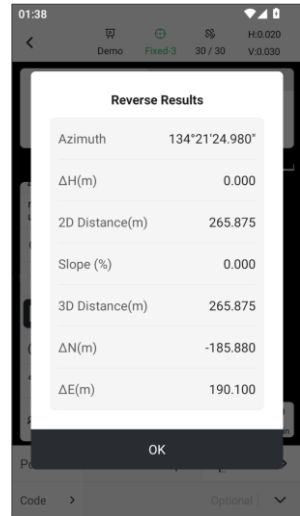 01:38
H:0.020
Demo Fixed-3 30 / 30 V:0.030
Reverse Results
Azimuth 134°21'24.980"
ΔH(m) 0.000
2D Distance(m) 265.875
Slope (%) 0.000
3D Distance(m) 265.875
ΔN(m) -185.880
ΔE(m) 190.100
OK
Code > Optional